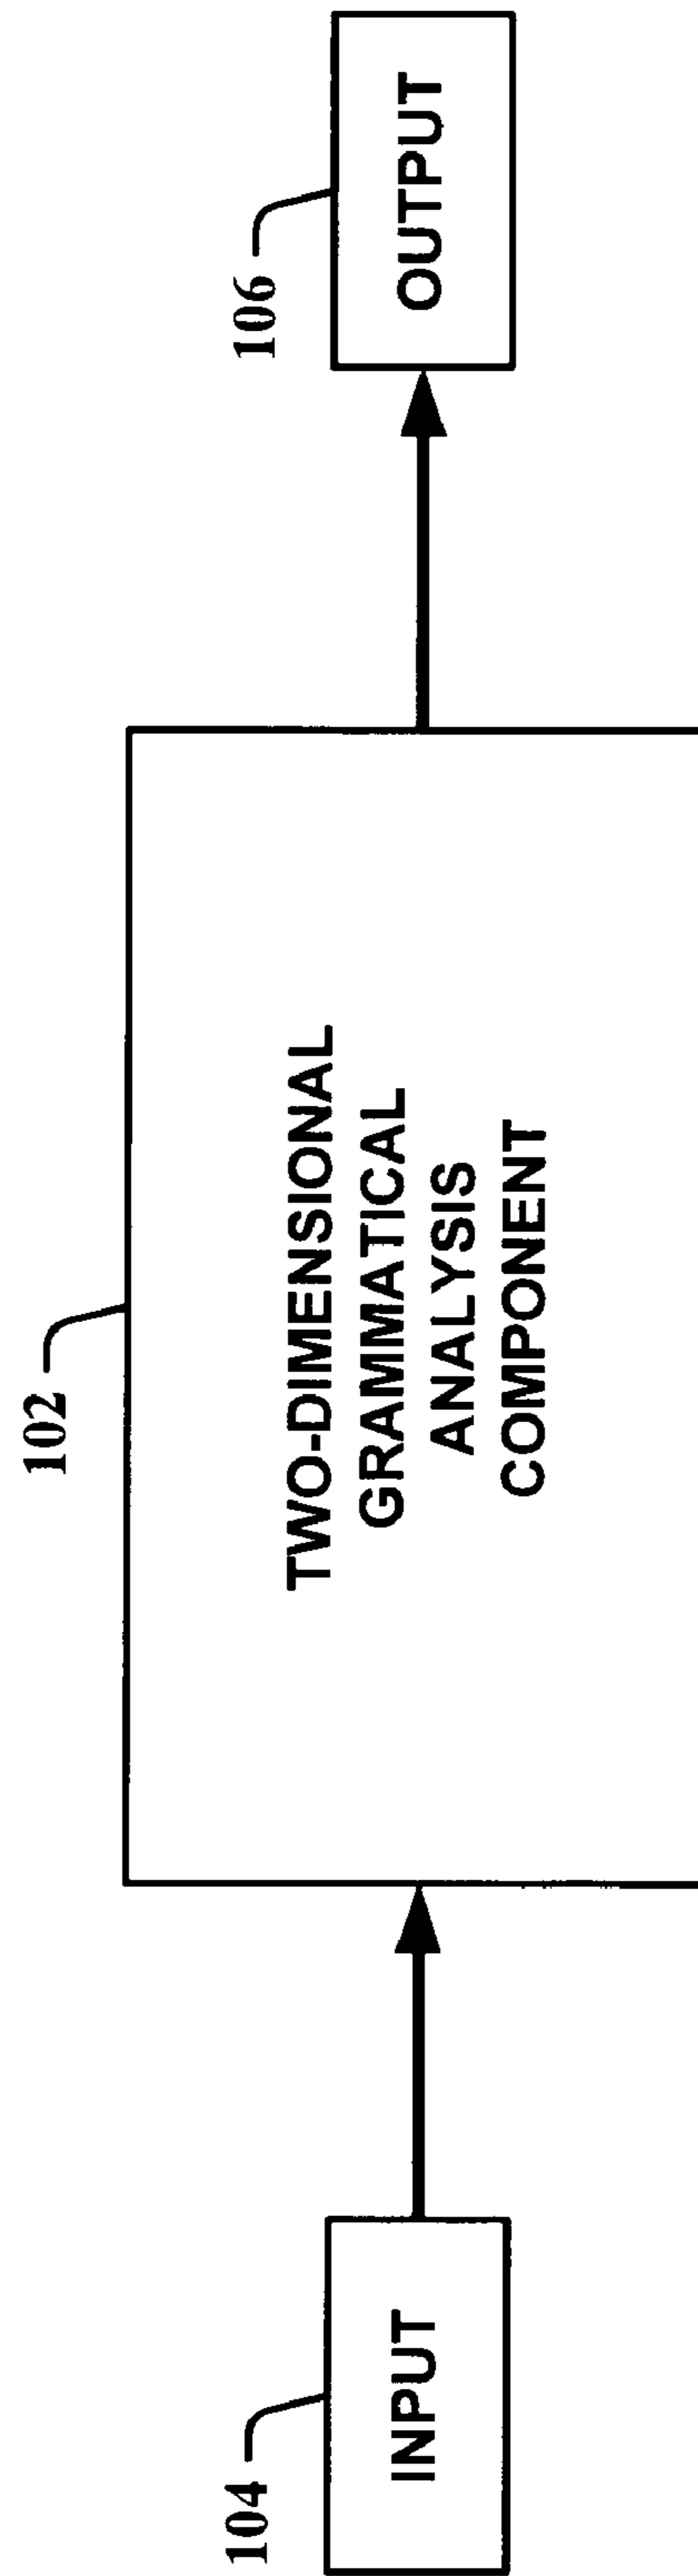 102
104
INPUT
TWO-DIMENSIONAL
GRAMMATICAL
ANALYSIS
COMPONENT
106
OUTPUT